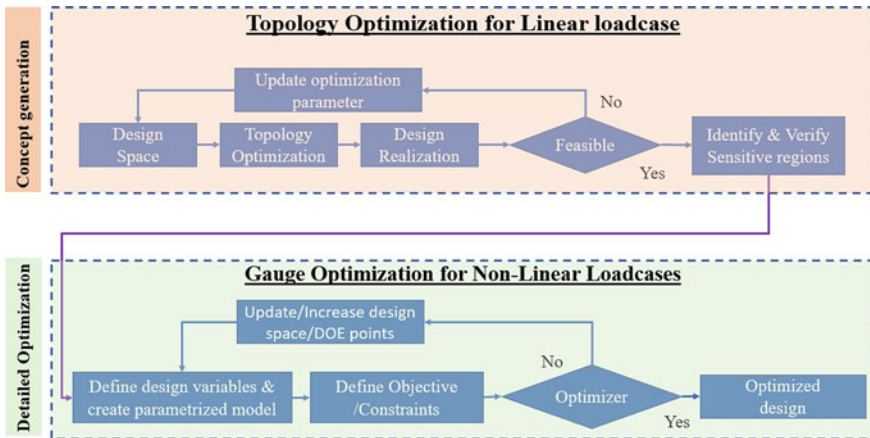 Concept generation
Topology Optimization for Linear loadcase
Update optimization
parameter
No
Design
Space
Topology
Optimization
Design
Realization
Feasible
Yes
Identify & Verify
Sensitive regions
Detailed Optimization
Gauge Optimization for Non-Linear Loadcases
Update/Increase design
space/DOE points
No
Define design variables &
create parametrized model
Define Objective
/Constraints
Optimizer
Yes
Optimized
design